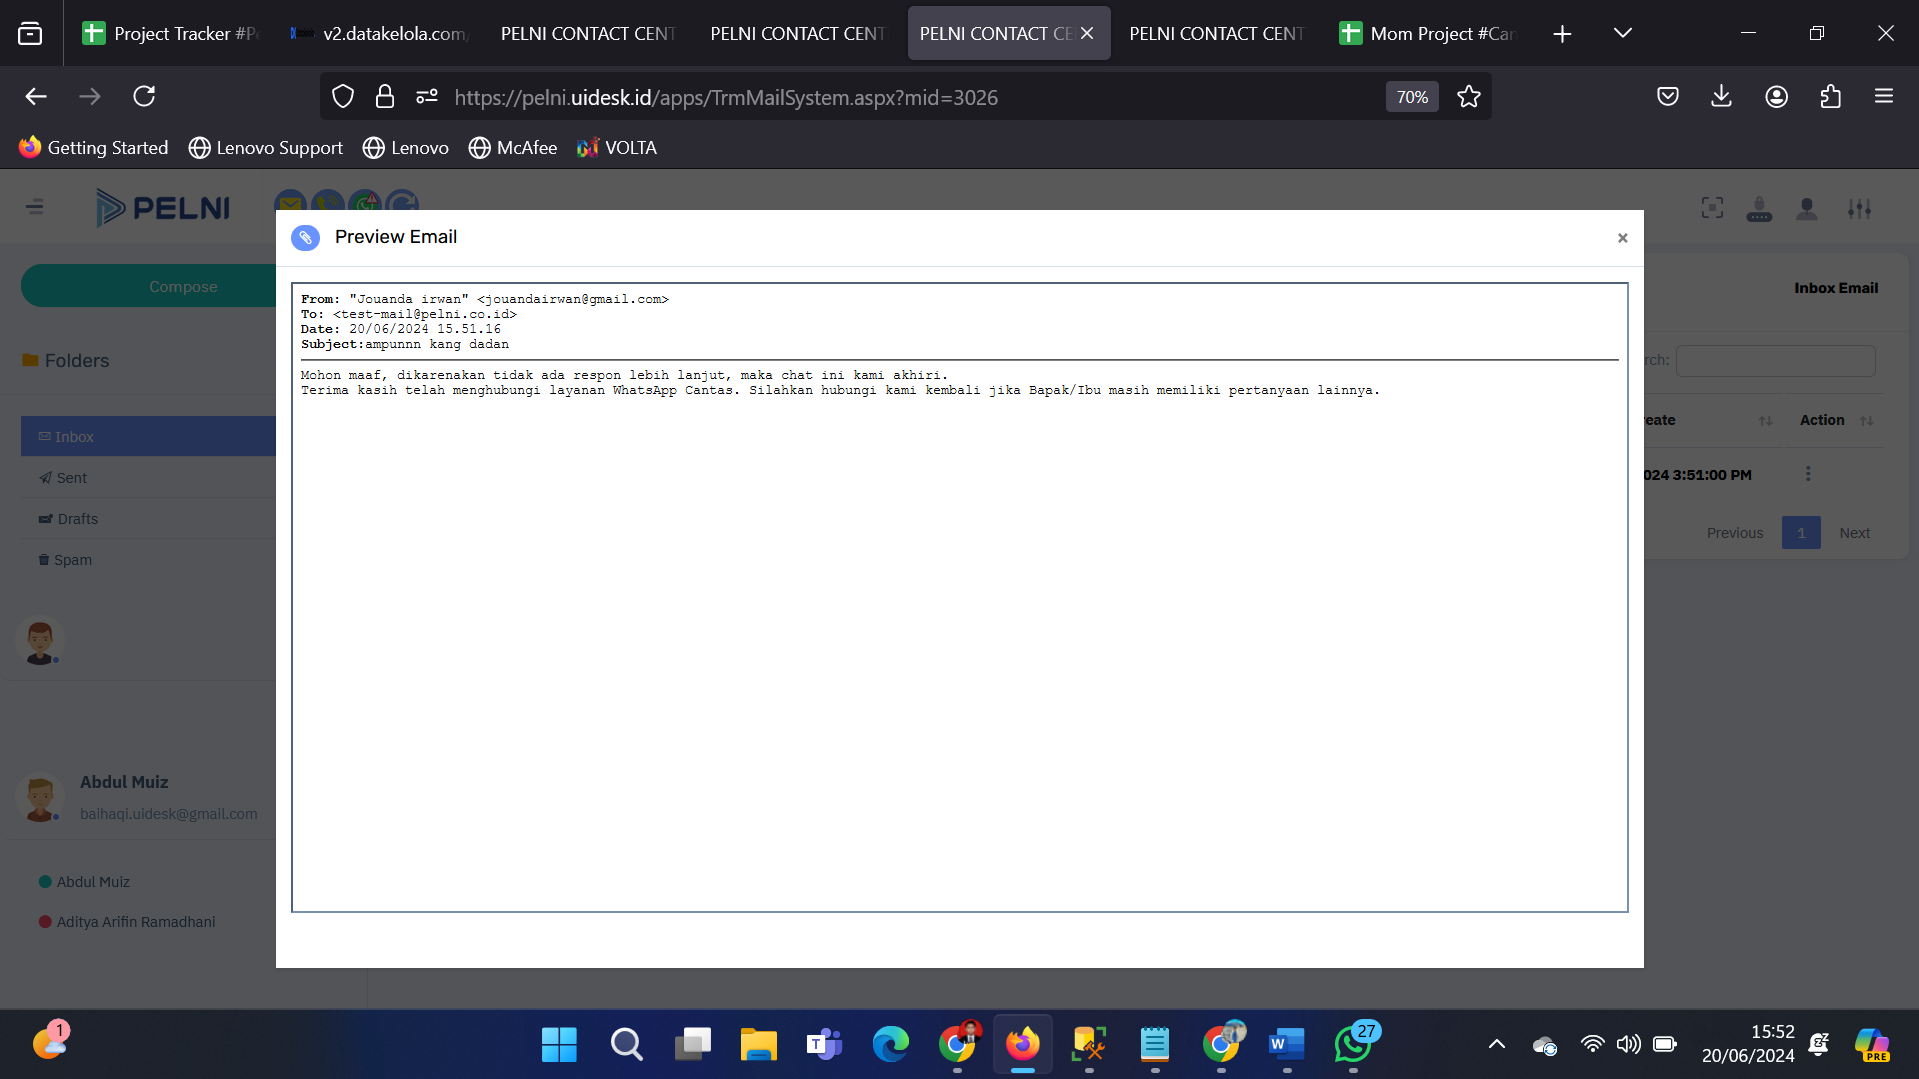 Project Tracker #P
v2.datakelola.com/
PELNI CONTACT CENT
PELNI CONTACT CENT
PELNI CONTACT CE
PELNI CONTACT CENT
Mom Project #Can
https://pelni.uidesk.id/apps/TrmMailSystem.aspx?mid=3026
70%
Getting Started
Lenovo Support
Lenovo
McAfee
VOLTA
PELNI
Preview Email
×
Compose
Inbox Email
From: "Jouanda irwan" <jouandairwan@gmail.com>
To: <test-mail@pelni.co.id>
Date: 20/06/2024 15.51.16
Subject:ampunnn kang dadan
Folders
rch:
Mohon maaf, dikarenakan tidak ada respon lebih lanjut, maka chat ini kami akhiri.
Terima kasih telah menghubungi layanan WhatsApp Cantas. Silahkan hubungi kami kembali jika Bapak/Ibu masih memiliki pertanyaan lainnya.
Inbox
Sent
Drafts
Spam
reate
Action
024 3:51:00 PM
Previous
1
Next
Abdul Muiz
baihaqi.uidesk@gmail.com
Abdul Muiz
Aditya Arifin Ramadhani
1
27
15:52
20/06/2024
PRE